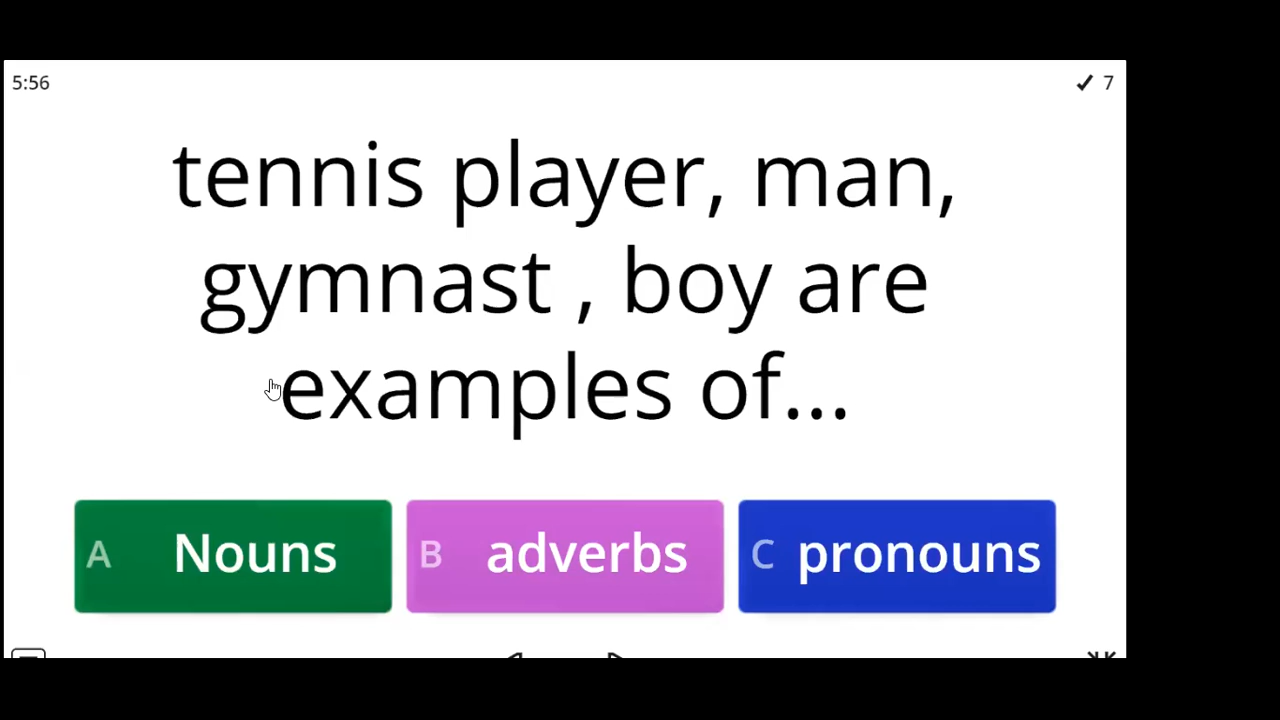 5:56
✓ 7
tennis player, man,
gymnast , boy are
examples of...
A Nouns
B adverbs
C pronouns